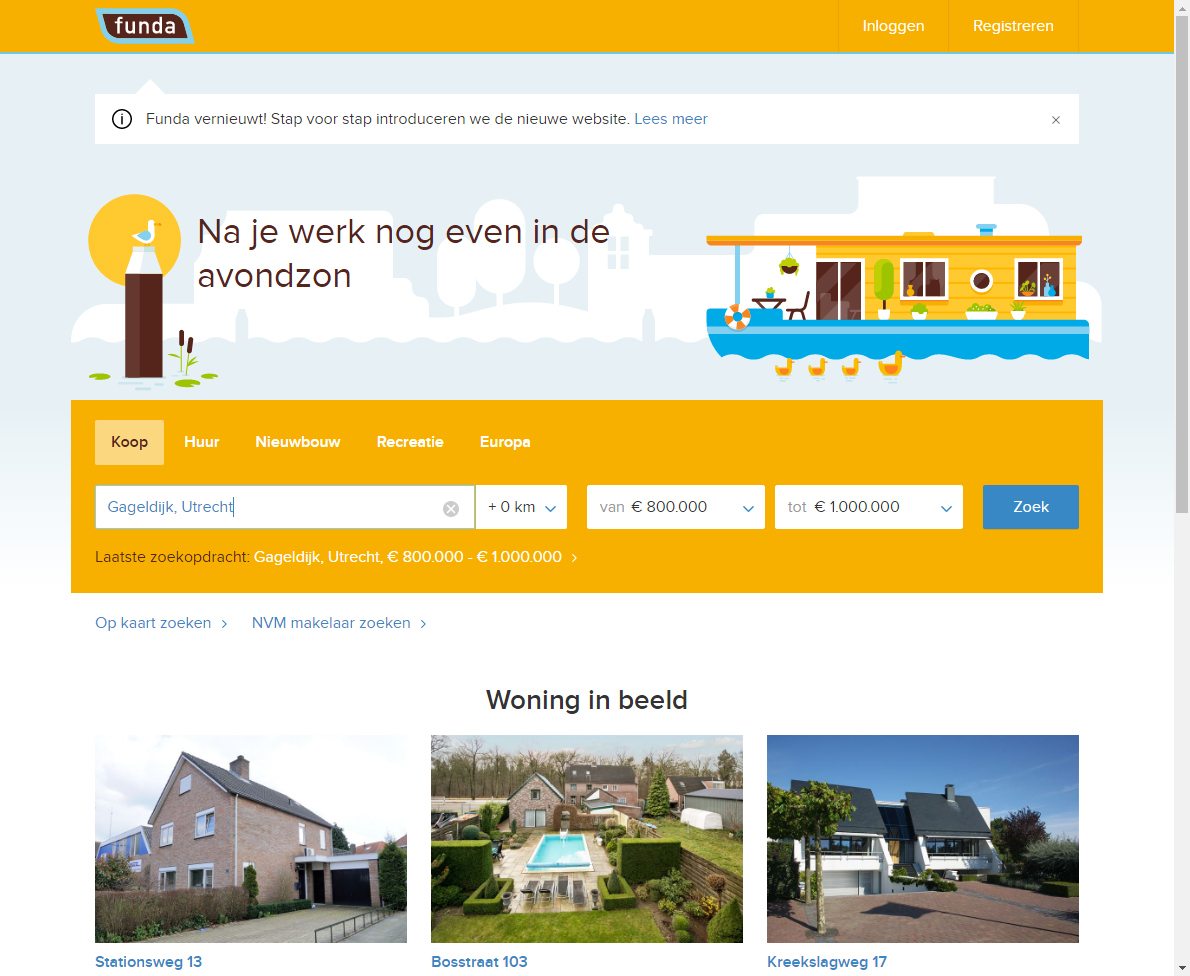 funda
Inloggen
Registreren
Funda vernieuwt! Stap voor stap introduceren we de nieuwe website. Lees meer
Na je werk nog even in de
avondzon
Koop
Huur
Nieuwbouw
Recreatie
Europa
Gageldijk, Utrecht
+ 0 km
van € 800.000
tot € 1.000.000
Zoek
Laatste zoekopdracht: Gageldijk, Utrecht, € 800.000 - € 1.000.000
Op kaart zoeken
NVM makelaar zoeken
Woning in beeld
Stationsweg 13
Bosstraat 103
Kreekslagweg 17